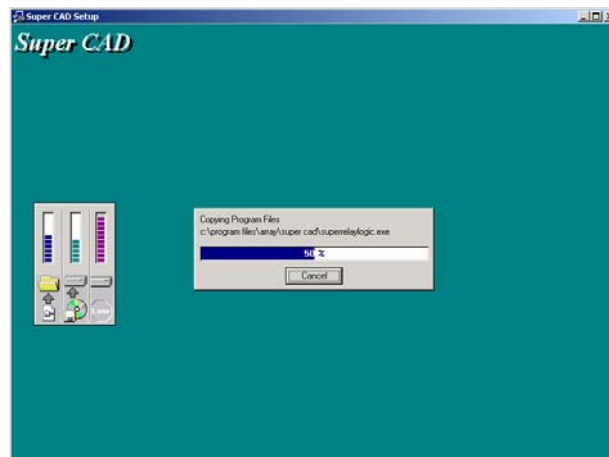 Super CAD Setup
Super CAD
Copying Program Files
c:\program files\array\super cad\superrelaylogic.exe
50 %
Cancel